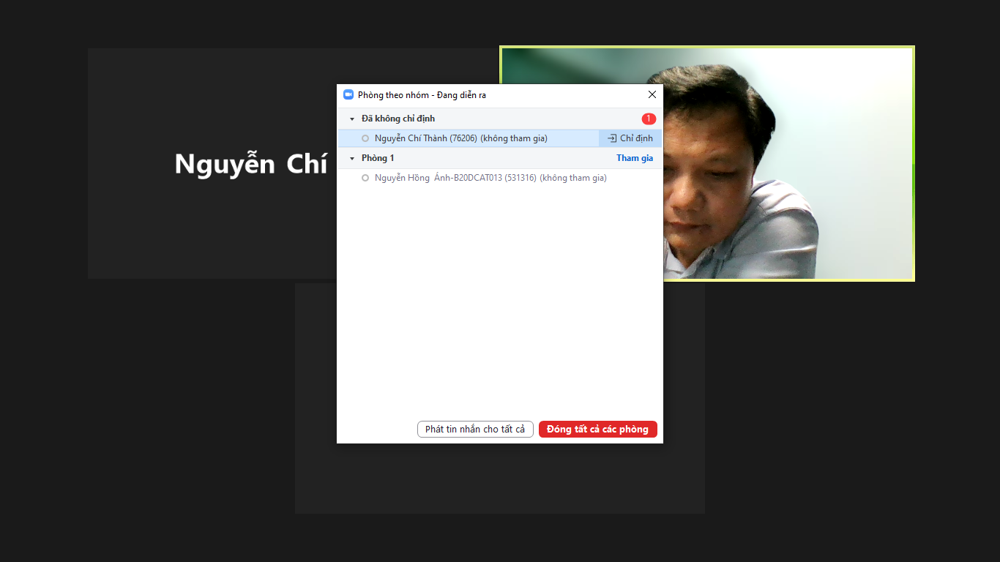 Nguyễn Chí
Phòng theo nhóm - Đang diễn ra
Đã không chỉ định 1
Nguyễn Chí Thành (76206) (không tham gia) Chỉ định
Phòng 1 Tham gia
Nguyễn Hồng Ánh-B20DCAT013 (531316) (không tham gia)
Phát tin nhắn cho tất cả Đóng tất cả các phòng